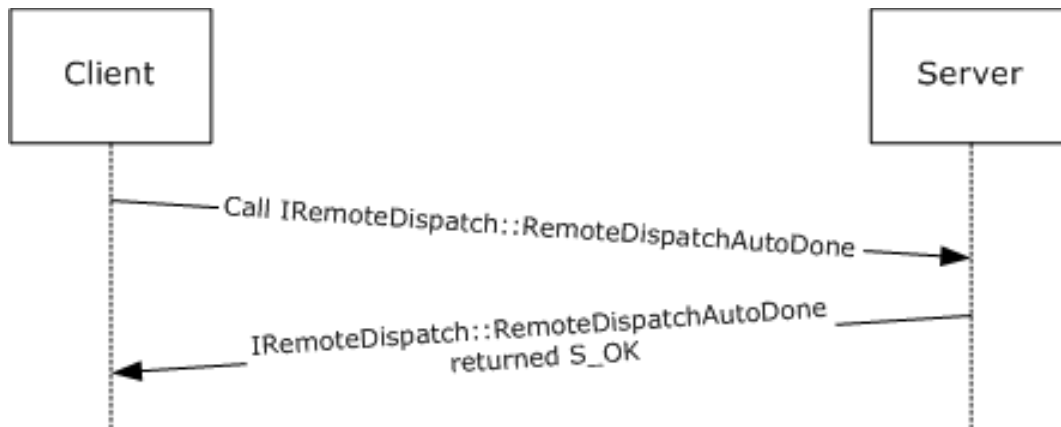 Client
Server
Call IRemoteDispatch::RemoteDispatchAutoDone
IRemoteDispatch::RemoteDispatchAutoDone
returned S_OK